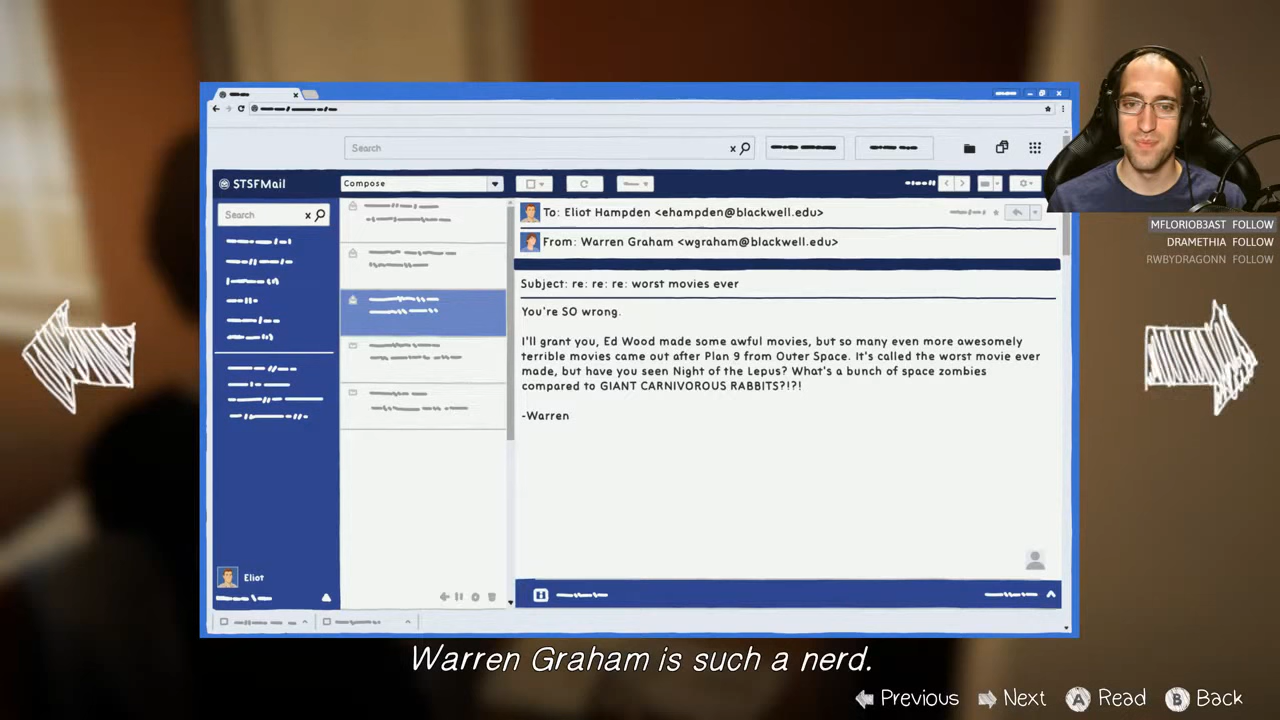 Search
STSFMail
Compose
Search
To: Eliot Hampden <ehampden@blackwell.edu>
From: Warren Graham <wgraham@blackwell.edu>
Subject: re: re: re: worst movies ever
You're SO wrong.
I'll grant you, Ed Wood made some awful movies, but so many even more awesomely
terrible movies came out after Plan 9 from Outer Space. It's called the worst movie ever
made, but have you seen Night of the Lepus? What's a bunch of space zombies
compared to GIANT CARNIVOROUS RABBITS?!?!
-Warren
Eliot
MFLORIOB3AST FOLLOW
DRAMETHIA FOLLOW
RWBYDRAGONN FOLLOW
Warren Graham is such a nerd.
Previous Next A Read B Back